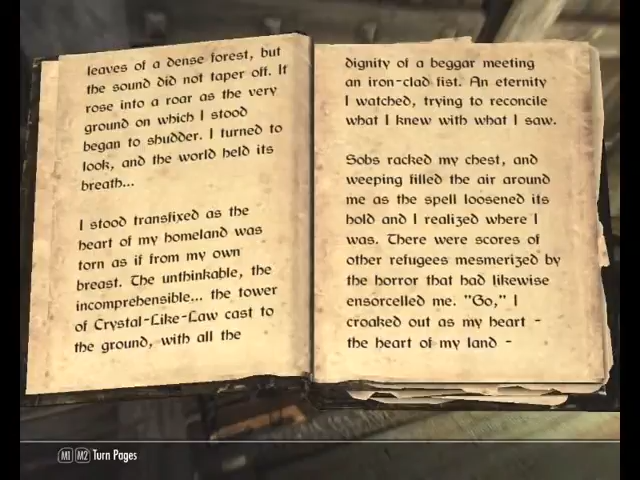 leaves of a dense forest, but
the sound did not taper off. It
rose into a roar as the very
ground on which I stood
began to shudder. I turned to
look, and the world held its
breath...
I stood transfixed as the
heart of my homeland was
torn as if from my own
breast. The unthinkable, the
incomprehensible... the tower
of Crystal-Like-Law cast to
the ground, with all the
dignity of a beggar meeting
an iron-clad fist. An eternity
I watched, trying to reconcile
what I knew with what I saw.
Sobs racked my chest, and
weeping filled the air around
me as the spell loosened its
hold and I realized where I
was. There were scores of
other refugees mesmerized by
the horror that had likewise
ensorcelled me. "Go," I
croaked out as my heart -
the heart of my land -
M1 M2 Turn Pages